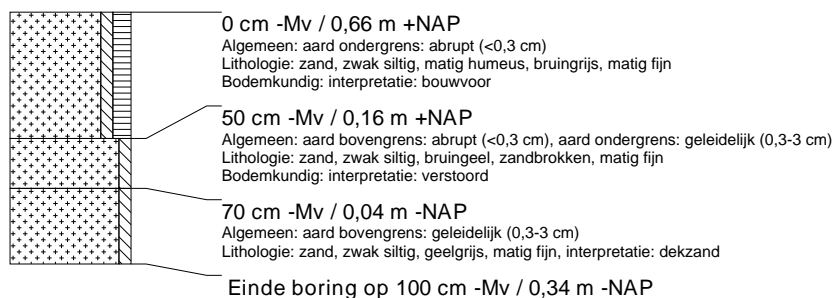 0 cm -Mv / 0,66 m +NAP
Algemeen: aard ondergrens: abrupt (<0,3 cm)
Lithologie: zand, zwak siltig, matig humeus, bruingrijs, matig fijn
Bodemkundig: interpretatie: bouwvoor
50 cm -Mv / 0,16 m +NAP
Algemeen: aard bovengrens: abrupt (<0,3 cm), aard ondergrens: geleidelijk (0,3-3 cm)
Lithologie: zand, zwak siltig, bruingeel, zandbrokken, matig fijn
Bodemkundig: interpretatie: verstoord
70 cm -Mv / 0,04 m -NAP
Algemeen: aard bovengrens: geleidelijk (0,3-3 cm)
Lithologie: zand, zwak siltig, geelgrijs, matig fijn, interpretatie: dekzand
Einde boring op 100 cm -Mv / 0,34 m -NAP